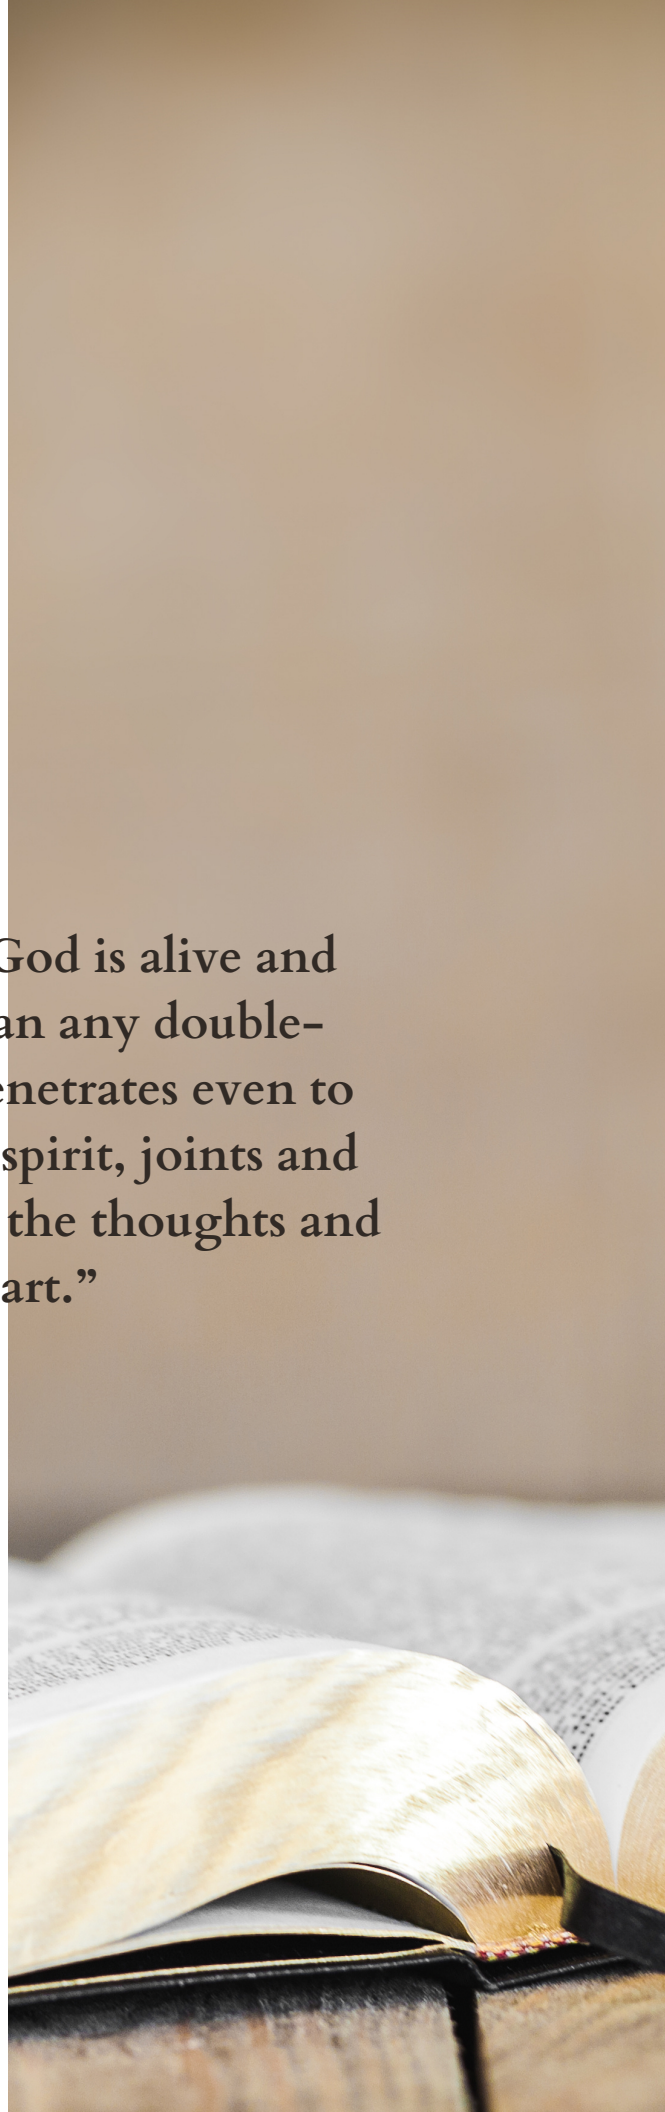 God is alive and
an any double-
enetrates even to
spirit, joints and
the thoughts and
art.”